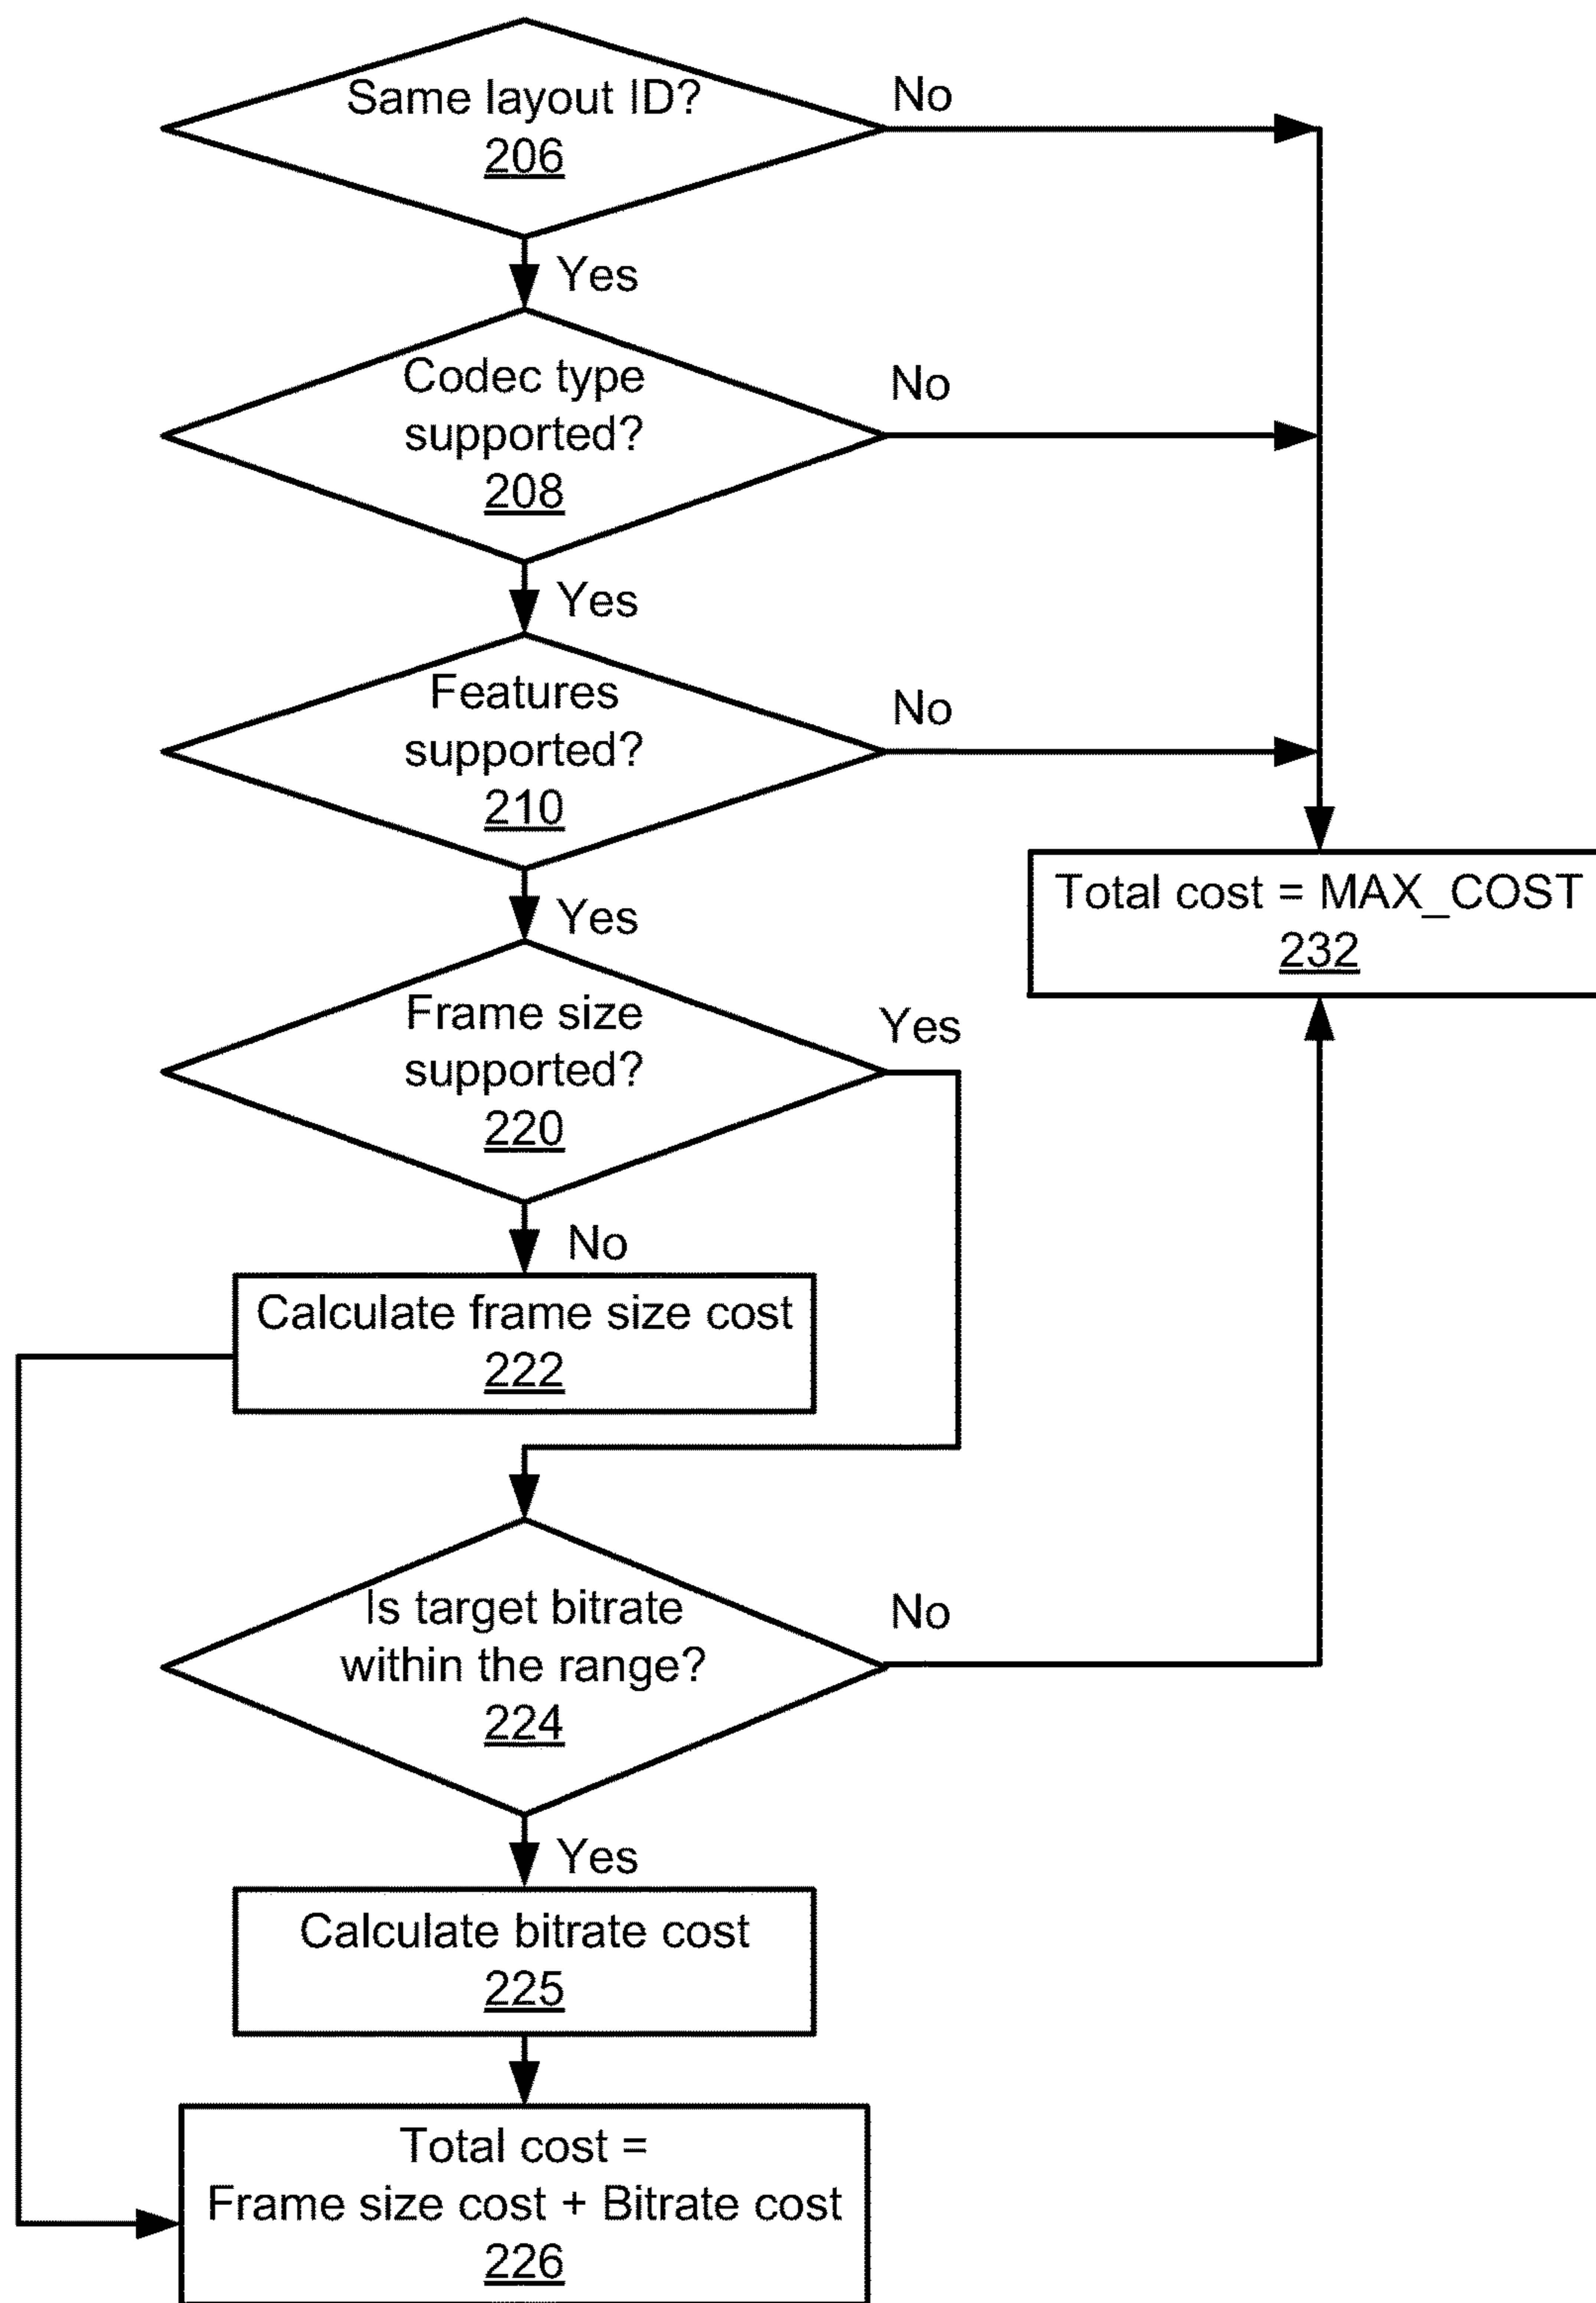 Same layout ID?
206
No
Yes
Codec type
supported?
208
No
Yes
Features
supported?
210
No
Yes
Total cost = MAX_COST
232
Frame size
supported?
220
Yes
No
Calculate frame size cost
222
Is target bitrate
within the range?
224
No
Yes
Calculate bitrate cost
225
Total cost =
Frame size cost + Bitrate cost
226